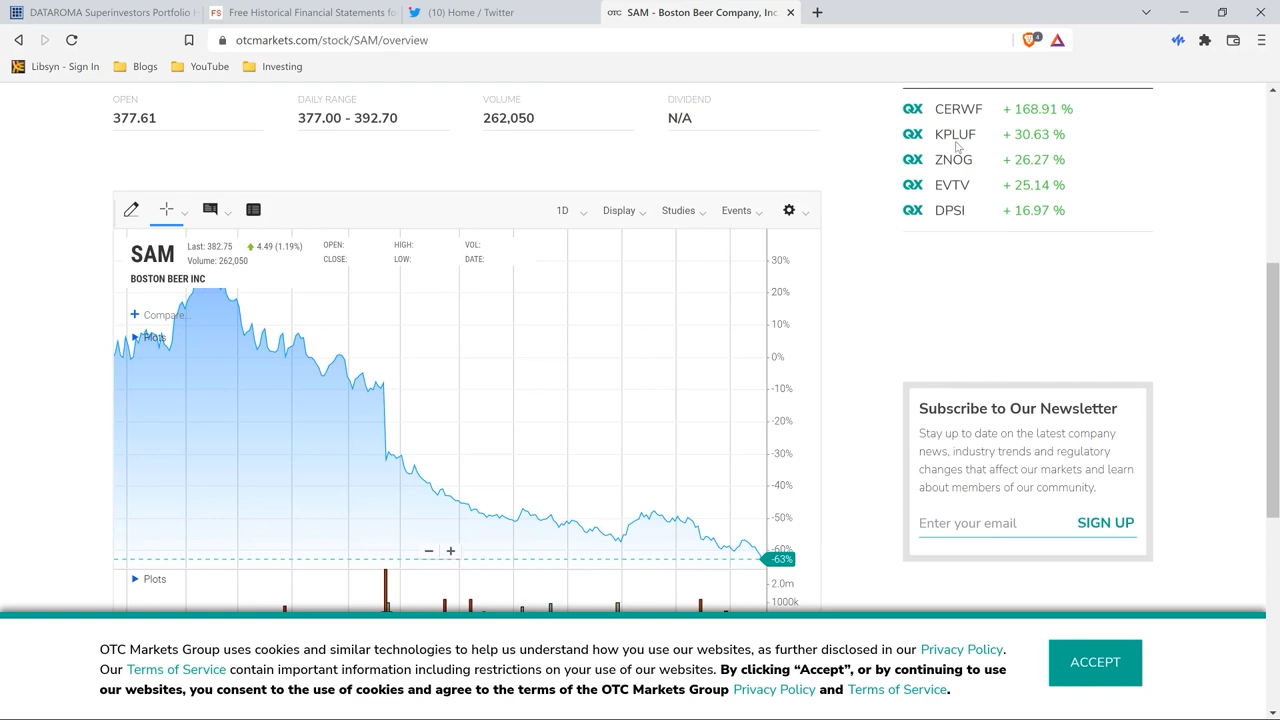 DATAROMA Superinvestors Portfolio
Free Historical Financial Statements fo
(10) Home / Twitter
OTC SAM - Boston Beer Company, Inc.
otcmarkets.com/stock/SAM/overview
4
Libsyn - Sign In
Blogs
YouTube
Investing
OPEN
377.61
DAILY RANGE
377.00 - 392.70
VOLUME
262,050
DIVIDEND
N/A
QX CERWF + 168.91 %
QX KPLUF + 30.63 %
QX ZNOG + 26.27 %
QX EVTV + 25.14 %
QX DPSI + 16.97 %
1D
Display
Studies
Events
SAM
Last: 382.75 4.49 (1.19%)
Volume: 262,050
OPEN:
CLOSE:
HIGH:
LOW:
VOL:
DATE:
BOSTON BEER INC
+ Compare...
Plots
30%
20%
10%
0%
-10%
-20%
-30%
-40%
-50%
-60%
-63%
Plots
2.0m
1000k
Subscribe to Our Newsletter
Stay up to date on the latest company
news, industry trends and regulatory
changes that affect our markets and learn
about members of our community.
Enter your email
SIGN UP
OTC Markets Group uses cookies and similar technologies to help us understand how you use our websites, as further disclosed in our Privacy Policy.
Our Terms of Service contain important information including restrictions on your use of our websites. By clicking “Accept”, or by continuing to use
our websites, you consent to the use of cookies and agree to the terms of the OTC Markets Group Privacy Policy and Terms of Service.
ACCEPT